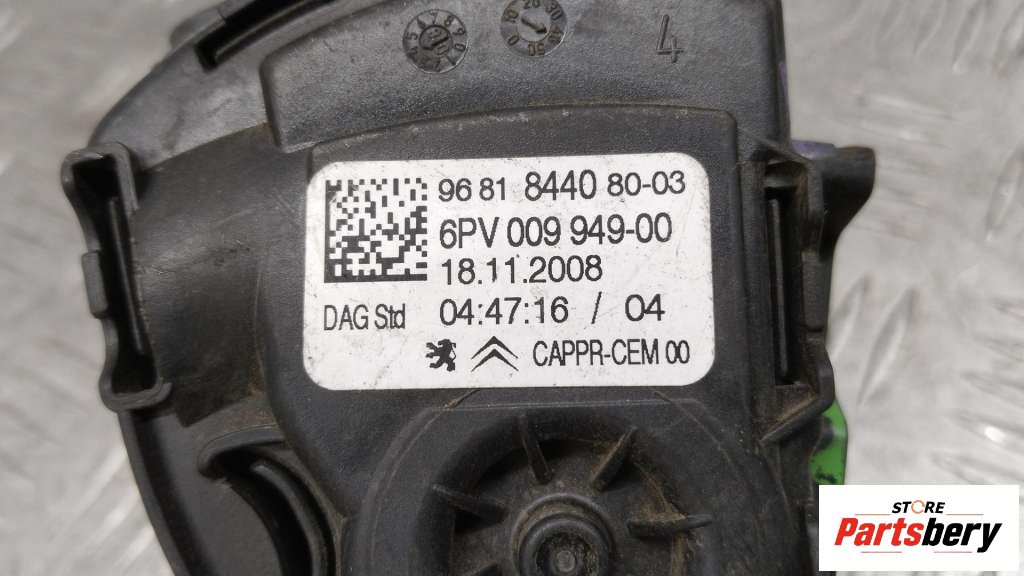 4
96 81 8440 80-03
6PV 009 949-00
18.11.2008
DAG Std 04:47:16 / 04
CAPPR-CEM 00
STORE
Partsbery